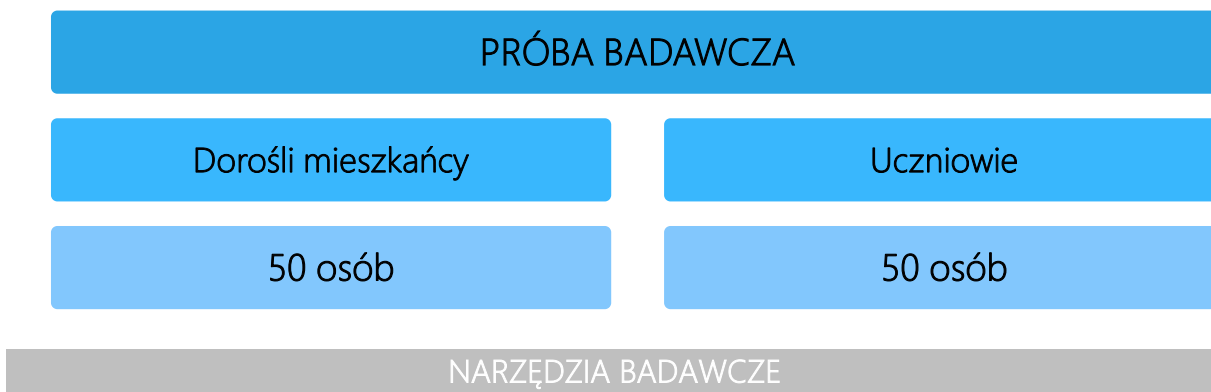 PRÓBA BADAWCZA
Dorośli mieszkańcy
Uczniowie
50 osób
50 osób
NARZĘDZIA BADAWCZE